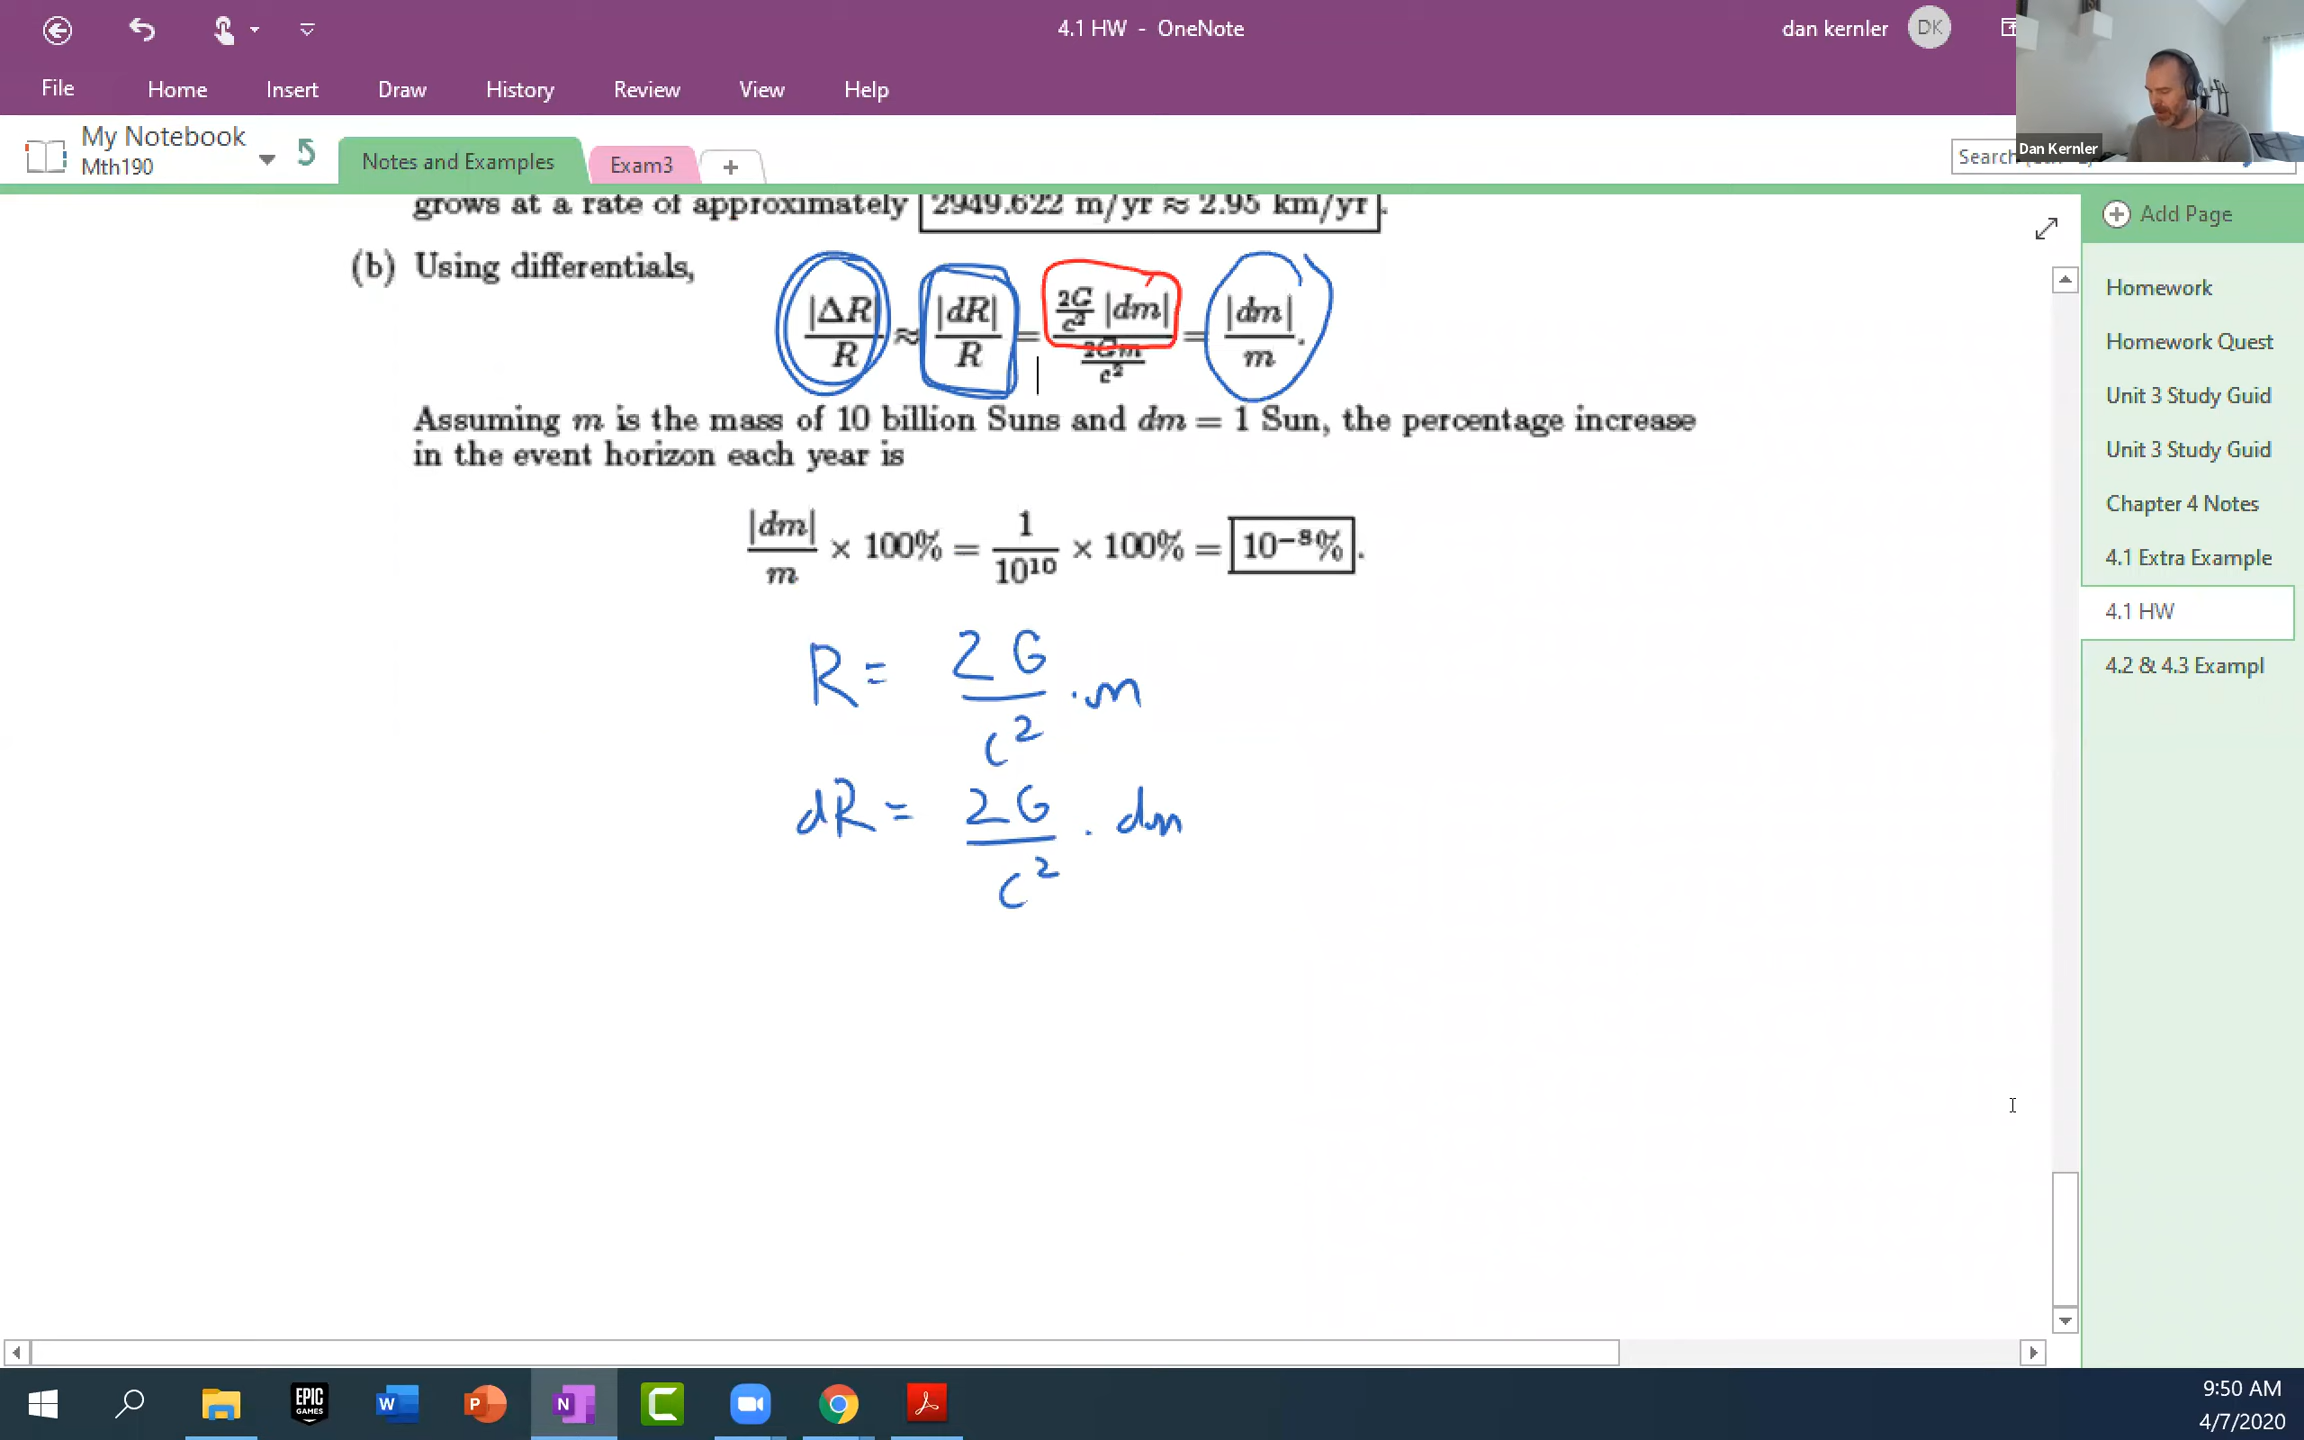 4.1 HW - OneNote
dan kernler DK
File Home Insert Draw History Review View Help
My Notebook
Mth190
Notes and Examples Exam3 +
Search
Dan Kernler
Add Page
Homework
Homework Quest
Unit 3 Study Guid
Unit 3 Study Guid
Chapter 4 Notes
4.1 Extra Example
4.1 HW
4.2 & 4.3 Exampl
grows at a rate of approximately 2949.622 m/yr ≈ 2.95 km/yr.
(b) Using differentials,
|ΔR|/R ≈ |dR|/R = (2G/c² |dm|)/(2Gm/c²) = |dm|/m.
Assuming m is the mass of 10 billion Suns and dm = 1 Sun, the percentage increase
in the event horizon each year is
|dm|/m × 100% = 1/10¹⁰ × 100% = 10⁻⁸%.
R = 2G/c² · m
dR = 2G/c² · dm
EPIC GAMES
9:50 AM
4/7/2020